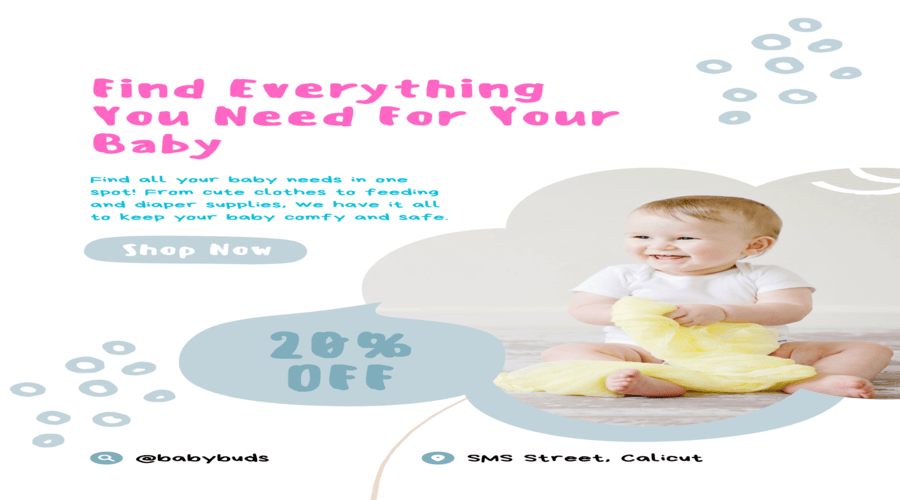 Find Everything
You Need For Your
Baby
Find all your baby needs in one
spot! From cute clothes to feeding
and diaper supplies, We have it all
to keep your baby comfy and safe.
Shop Now
20%
OFF
@babybuds
SMS Street, Calicut